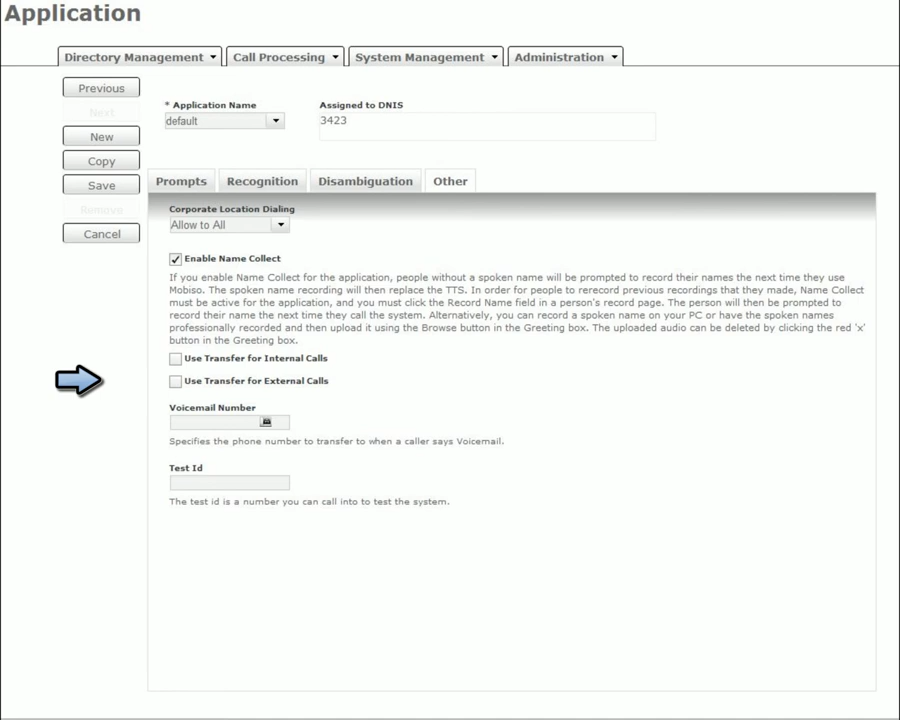 Application
Directory Management Call Processing System Management Administration
Previous
Next
New
Copy
Save
Remove
Cancel
* Application Name
default
Assigned to DNIS
3423
Prompts Recognition Disambiguation Other
Corporate Location Dialing
Allow to All
Enable Name Collect
If you enable Name Collect for the application, people without a spoken name will be prompted to record their names the next time they use
Mobiso. The spoken name recording will then replace the TTS. In order for people to rerecord previous recordings that they made, Name Collect
must be active for the application, and you must click the Record Name field in a person's record page. The person will then be prompted to
record their name the next time they call the system. Alternatively, you can record a spoken name on your PC or have the spoken names
professionally recorded and then upload it using the Browse button in the Greeting box. The uploaded audio can be deleted by clicking the red 'x'
button in the Greeting box.
Use Transfer for Internal Calls
Use Transfer for External Calls
Voicemail Number
Specifies the phone number to transfer to when a caller says Voicemail.
Test Id
The test id is a number you can call into to test the system.